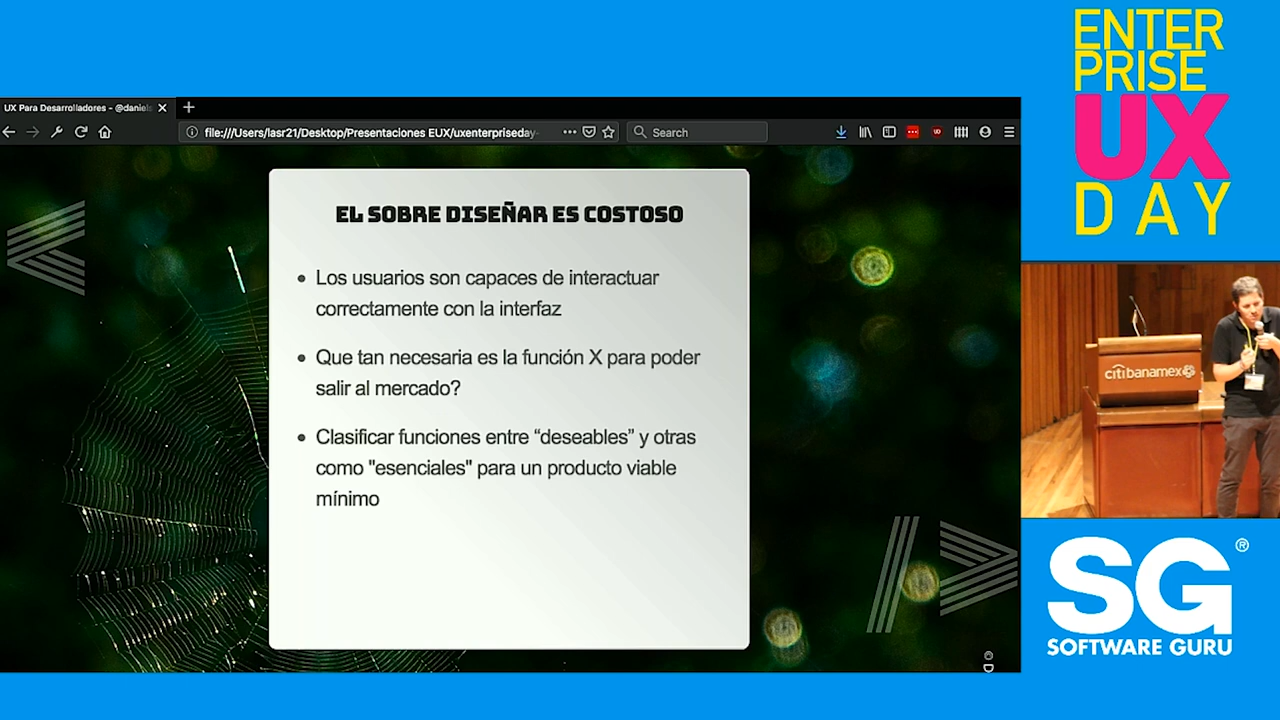 UX Para Desarrolladores - @daniels
file:///Users/lasr21/Desktop/Presentaciones EUX/uxenterpriseday-
Search
EL SOBRE DISEÑAR ES COSTOSO
• Los usuarios son capaces de interactuar
correctamente con la interfaz
• Que tan necesaria es la función X para poder
salir al mercado?
• Clasificar funciones entre “deseables” y otras
como "esenciales" para un producto viable
mínimo
© D
ENTER
PRISE
UX
DAY
citibanamex
SG®
SOFTWARE GURU